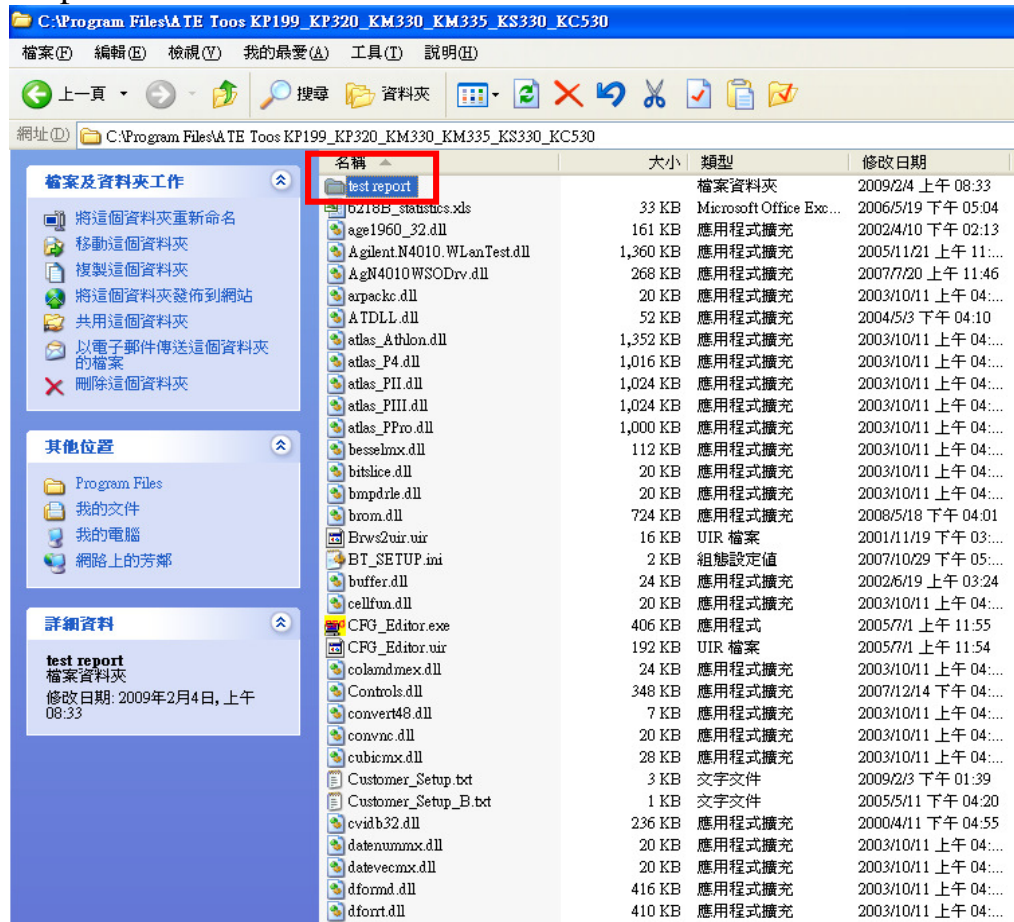 C:\Program Files\ATE Toos KP199_KP320_KM330_KM335_KS330_KC530
檔案(F) 編輯(E) 檢視(V) 我的最愛(A) 工具(T) 說明(H)
上一頁 搜尋 資料夾
網址(D) C:\Program Files\ATE Toos KP199_KP320_KM330_KM335_KS330_KC530
檔案及資料夾工作
將這個資料夾重新命名
移動這個資料夾
複製這個資料夾
將這個資料夾發佈到網站
共用這個資料夾
以電子郵件傳送這個資料夾
的檔案
刪除這個資料夾
其他位置
Program Files
我的文件
我的電腦
網路上的芳鄰
詳細資料
test report
檔案資料夾
修改日期: 2009年2月4日, 上午
08:33
名稱 大小 類型 修改日期
test report 檔案資料夾 2009/2/4 上午 08:33
b218B_statistics.xls 33 KB Microsoft Office Exc... 2006/5/19 下午 05:04
age1960_32.dll 161 KB 應用程式擴充 2002/4/10 下午 02:13
Agilent.N4010.WLanTest.dll 1,360 KB 應用程式擴充 2005/11/21 上午 11:...
AgN4010WSODrv.dll 268 KB 應用程式擴充 2007/7/20 上午 11:46
arpackc.dll 20 KB 應用程式擴充 2003/10/11 上午 04:...
ATDLL.dll 52 KB 應用程式擴充 2004/5/3 下午 04:10
atlas_Athlon.dll 1,352 KB 應用程式擴充 2003/10/11 上午 04:...
atlas_P4.dll 1,016 KB 應用程式擴充 2003/10/11 上午 04:...
atlas_PII.dll 1,024 KB 應用程式擴充 2003/10/11 上午 04:...
atlas_PIII.dll 1,024 KB 應用程式擴充 2003/10/11 上午 04:...
atlas_PPro.dll 1,000 KB 應用程式擴充 2003/10/11 上午 04:...
besselmx.dll 112 KB 應用程式擴充 2003/10/11 上午 04:...
bitslice.dll 20 KB 應用程式擴充 2003/10/11 上午 04:...
bmpdrle.dll 20 KB 應用程式擴充 2003/10/11 上午 04:...
brom.dll 724 KB 應用程式擴充 2008/5/18 下午 04:01
Brws2uir.uir 16 KB UIR 檔案 2001/11/19 下午 03:...
BT_SETUP.ini 2 KB 組態設定值 2007/10/29 下午 05:...
buffer.dll 24 KB 應用程式擴充 2002/6/19 上午 03:24
cellfun.dll 20 KB 應用程式擴充 2003/10/11 上午 04:...
CFG_Editor.exe 406 KB 應用程式 2005/7/1 上午 11:55
CFG_Editor.uir 192 KB UIR 檔案 2005/7/1 上午 11:54
colamdmex.dll 24 KB 應用程式擴充 2003/10/11 上午 04:...
Controls.dll 348 KB 應用程式擴充 2007/12/14 下午 04:...
convert48.dll 7 KB 應用程式擴充 2003/10/11 上午 04:...
convnc.dll 20 KB 應用程式擴充 2003/10/11 上午 04:...
cubicmx.dll 28 KB 應用程式擴充 2003/10/11 上午 04:...
Customer_Setup.txt 3 KB 文字文件 2009/2/3 下午 01:39
Customer_Setup_B.txt 1 KB 文字文件 2005/5/11 下午 04:20
cvidb32.dll 236 KB 應用程式擴充 2000/4/11 下午 04:55
datenummx.dll 20 KB 應用程式擴充 2003/10/11 上午 04:...
datevecmx.dll 20 KB 應用程式擴充 2003/10/11 上午 04:...
dformd.dll 416 KB 應用程式擴充 2003/10/11 上午 04:...
dforrt.dll 410 KB 應用程式擴充 2003/10/11 上午 04:...